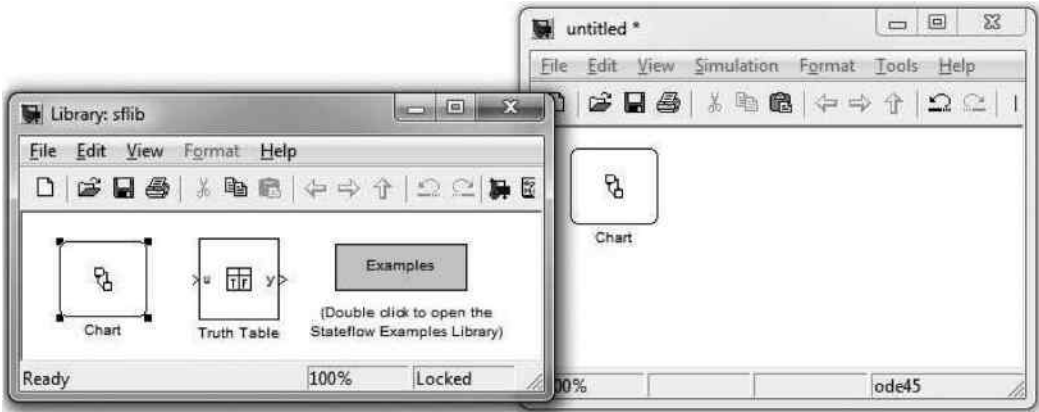 untitled *
File Edit View Simulation Format Tools Help
Chart
00%
ode45
Library: sflib
File Edit View Format Help
Chart
u
T F
y
Truth Table
Examples
(Double click to open the
Stateflow Examples Library)
Ready
100%
Locked